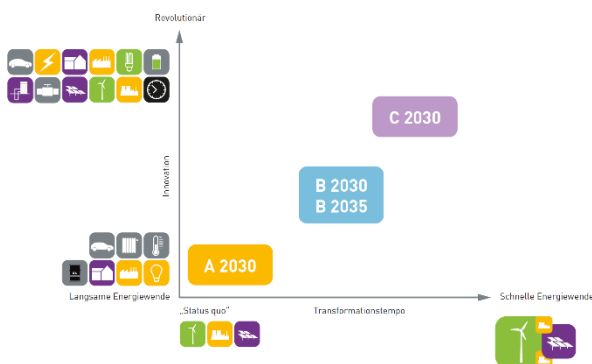 Revolutionär
C 2030
Innovation
B 2030
B 2035
A 2030
Langsame Energiewende
Schnelle Energiewende
„Status quo"
Transformationstempo